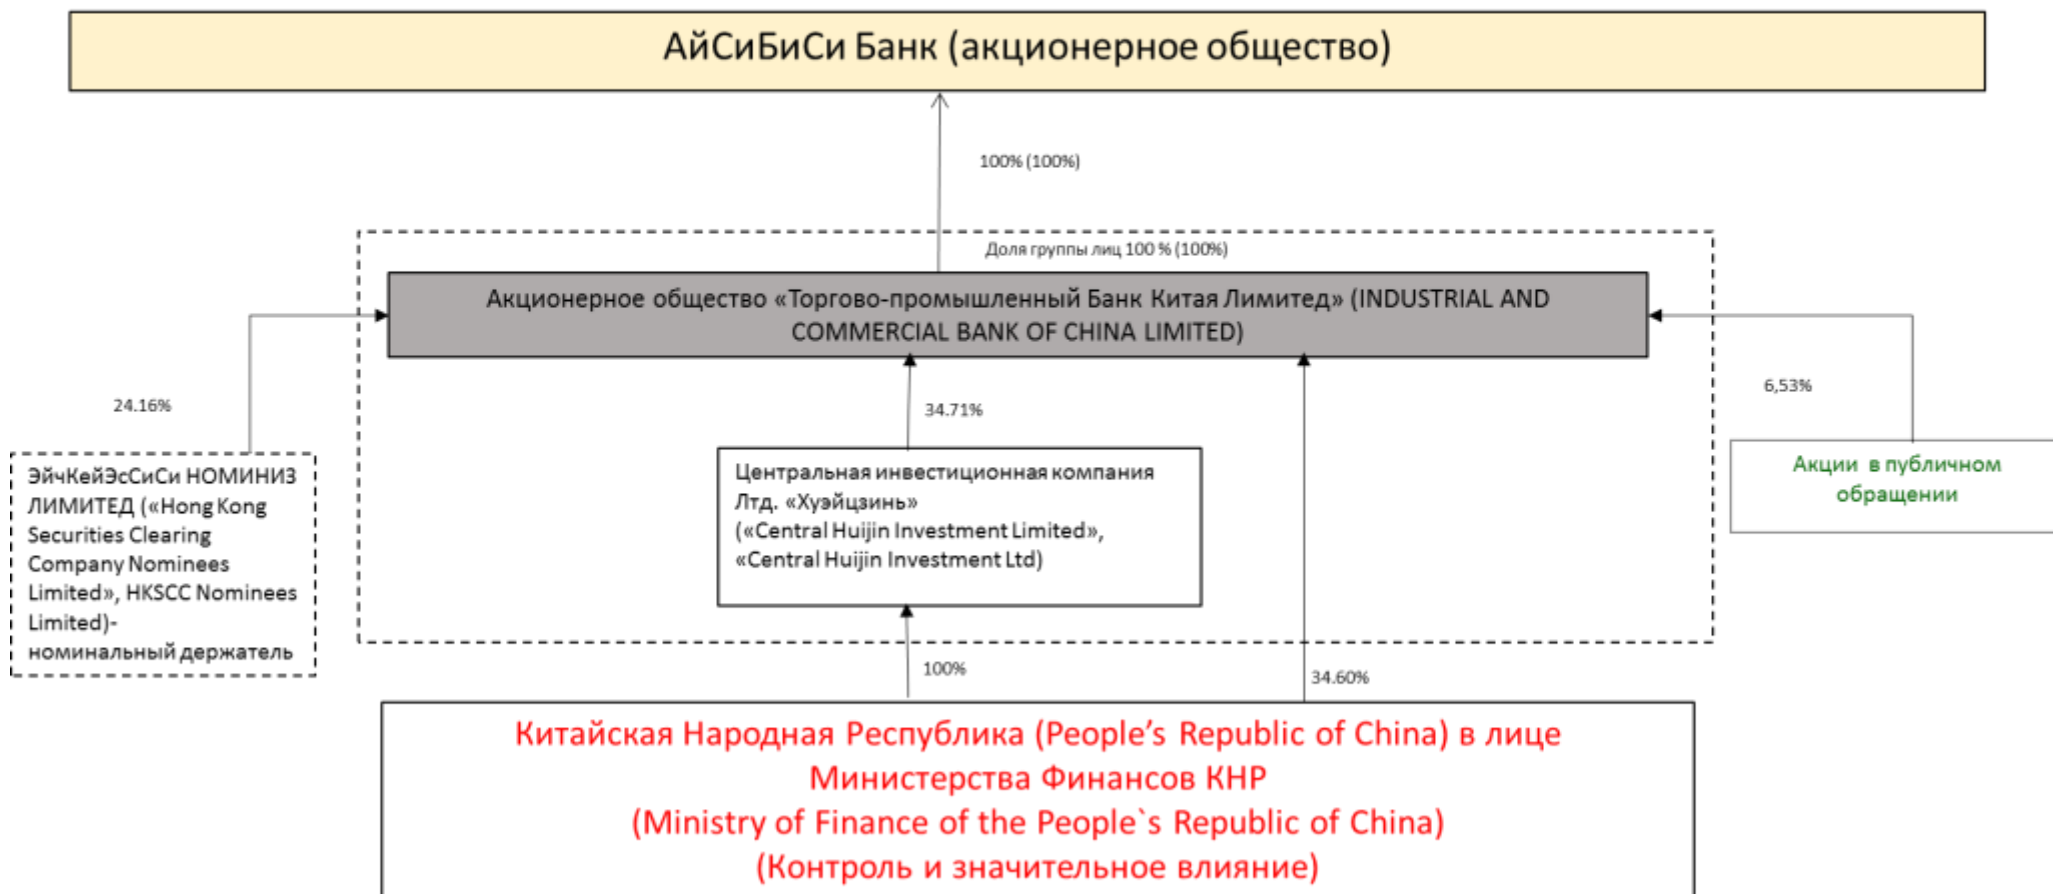 АйСиБиСи Банк (акционерное общество)
100% (100%)
Доля группы лиц 100 % (100%)
Акционерное общество «Торгово-промышленный Банк Китая Лимитед» (INDUSTRIAL AND
COMMERCIAL BANK OF CHINA LIMITED)
24.16%
34.71%
6,53%
ЭйчКейЭсСиСи НОМИНИЗ
ЛИМИТЕД («Hong Kong
Securities Clearing
Company Nominees
Limited», HKSCC Nominees
Limited)-
номинальный держатель
Центральная инвестиционная компания
Лтд. «Хуэйцзинь»
(«Central Huijin Investment Limited»,
«Central Huijin Investment Ltd)
Акции в публичном
обращении
100%
34.60%
Китайская Народная Республика (People’s Republic of China) в лице
Министерства Финансов КНР
(Ministry of Finance of the People`s Republic of China)
(Контроль и значительное влияние)